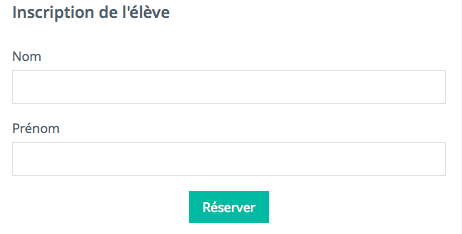 Inscription de l'élève
Nom
Prénom
Réserver